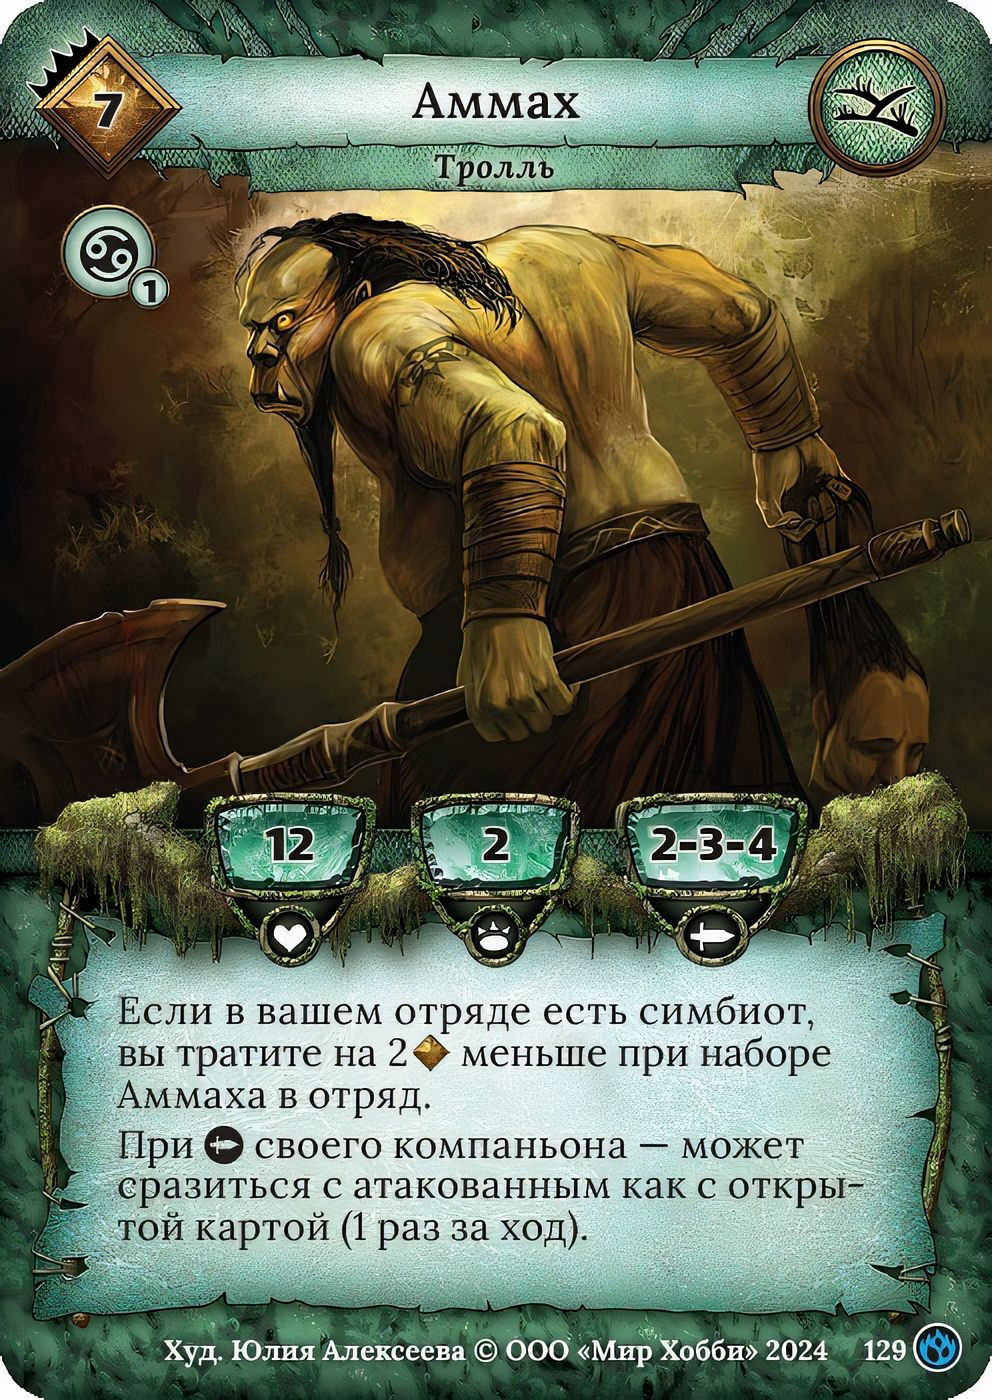 7
Аммах
Тролль
1
12
2
2-3-4
Если в вашем отряде есть симбиот,
вы тратите на 2 меньше при наборе
Аммаха в отряд.
При своего компаньона — может
сразиться с атакованным как с откры-
той картой (1 раз за ход).
Худ. Юлия Алексеева © ООО «Мир Хобби» 2024 129